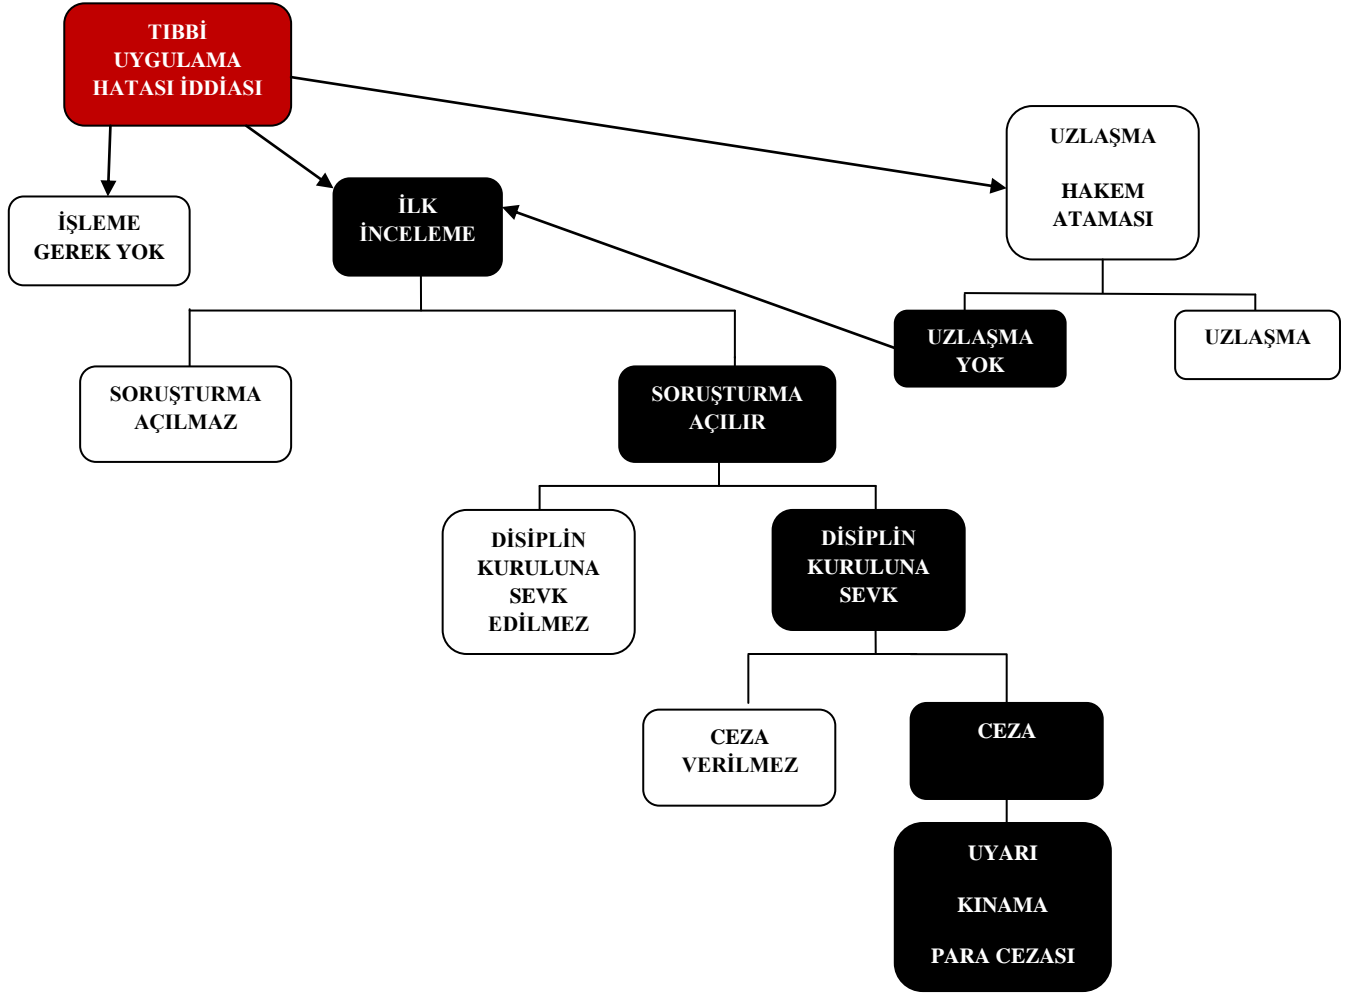 TIBBİ
UYGULAMA
HATASI İDDİASI
UZLAŞMA
HAKEM
ATAMASI
İŞLEME
GEREK YOK
İLK
İNCELEME
UZLAŞMA
YOK
UZLAŞMA
SORUŞTURMA
AÇILMAZ
SORUŞTURMA
AÇILIR
DİSİPLİN
KURULUNA
SEVK
EDİLMEZ
DİSİPLİN
KURULUNA
SEVK
CEZA
VERİLMEZ
CEZA
UYARI
KINAMA
PARA CEZASI